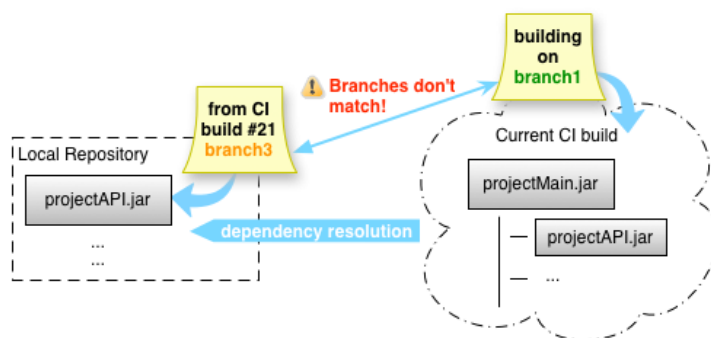 building
on
branch1
Branches don't
match!
from CI
build #21
branch3
Current CI build
Local Repository
projectMain.jar
projectAPI.jar
dependency resolution
projectAPI.jar
...
...
...